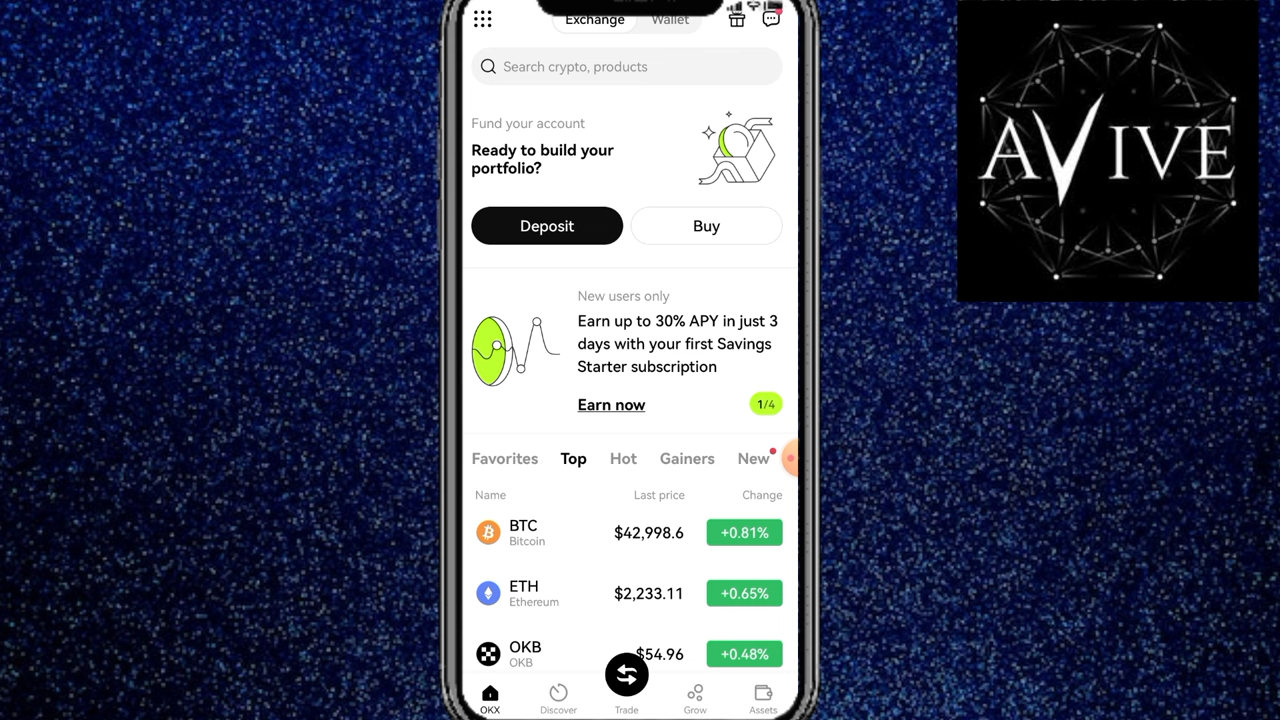 Exchange Wallet
Search crypto, products
Fund your account
Ready to build your
portfolio?
Deposit Buy
New users only
Earn up to 30% APY in just 3
days with your first Savings
Starter subscription
Earn now 1/4
Favorites Top Hot Gainers New
Name Last price Change
BTC $42,998.6 +0.81%
Bitcoin
ETH $2,233.11 +0.65%
Ethereum
OKB $54.96 +0.48%
OKB
OKX Discover Trade Grow Assets
AVIVE